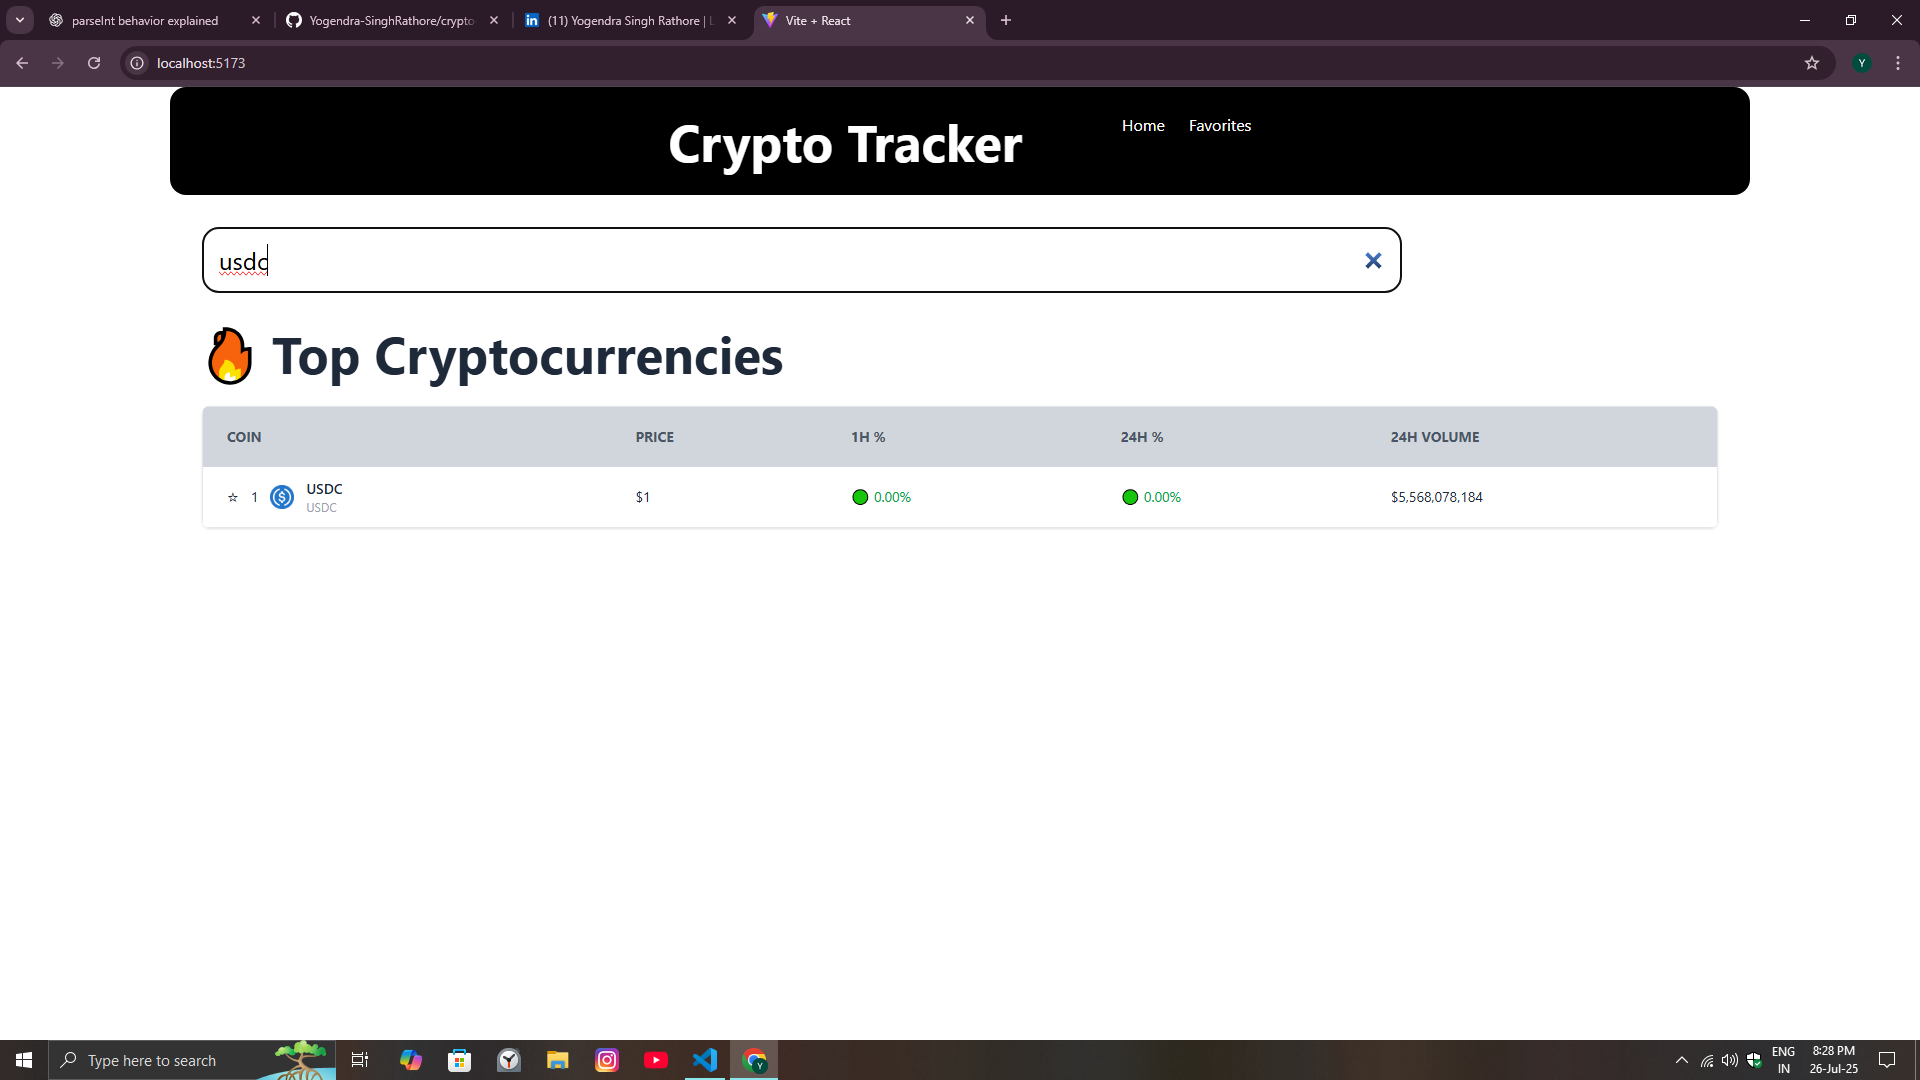 parseInt behavior explained
Yogendra-SinghRathore/crypto
(11) Yogendra Singh Rathore | L
Vite + React
localhost:5173
Y
Crypto Tracker
Home
Favorites
usdc
Top Cryptocurrencies
COIN PRICE 1H % 24H % 24H VOLUME
☆ 1 USDC $1 0.00% 0.00% $5,568,078,184
USDC
Type here to search
Y
ENG
IN
8:28 PM
26-Jul-25